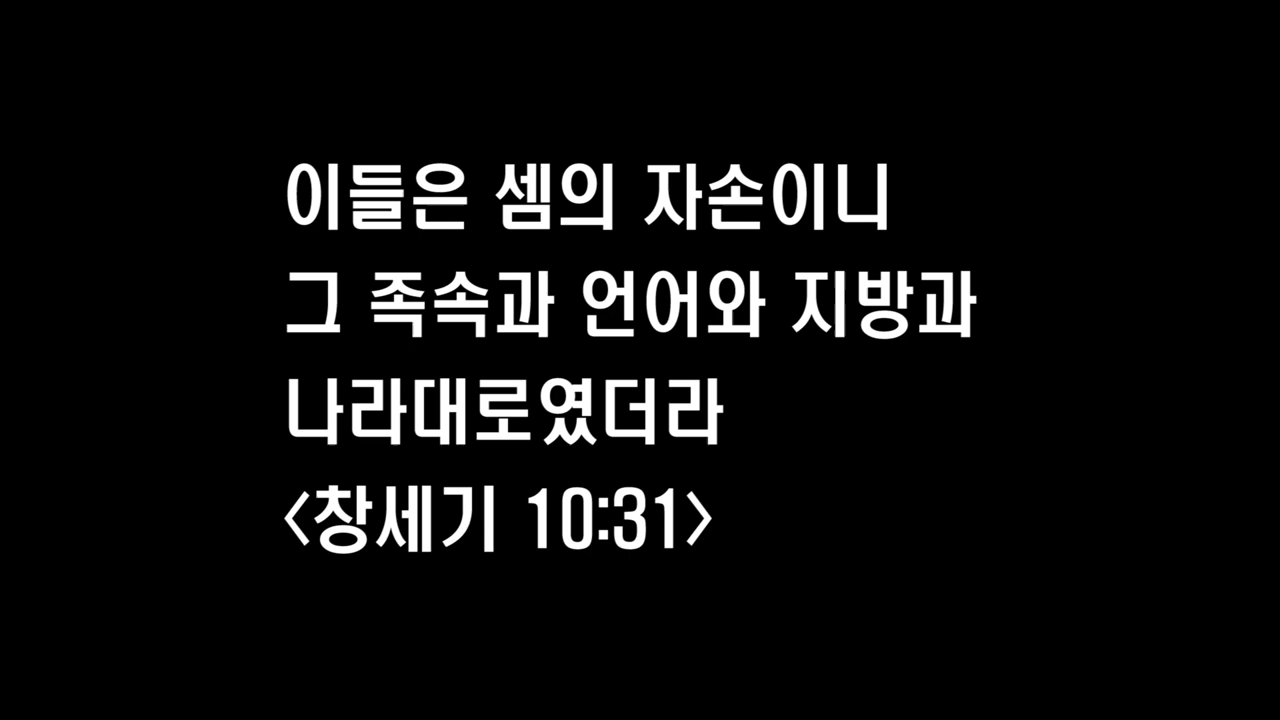 이들은 셈의 자손이니
그 족속과 언어와 지방과
나라대로였더라
<창세기 10:31>